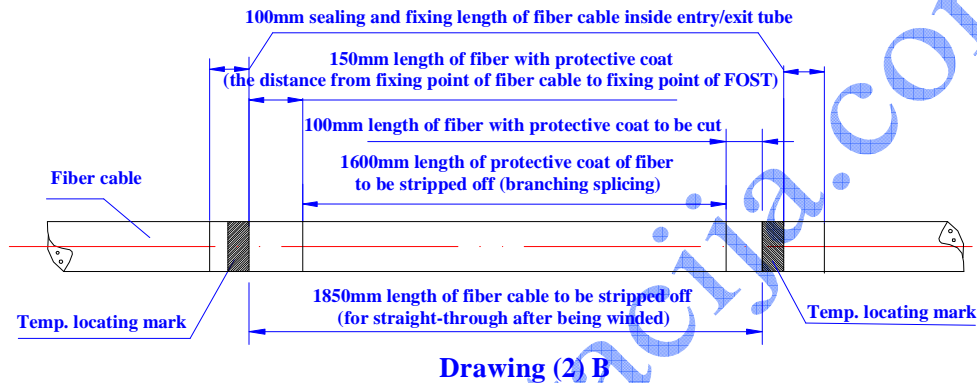 100mm sealing and fixing length of fiber cable inside entry/exit tube
150mm length of fiber with protective coat
(the distance from fixing point of fiber cable to fixing point of FOST)
100mm length of fiber with protective coat to be cut
1600mm length of protective coat of fiber
to be stripped off (branching splicing)
Fiber cable
1850mm length of fiber cable to be stripped off
(for straight-through after being winded)
Temp. locating mark
Temp. locating mark
Drawing (2) B
acija.co